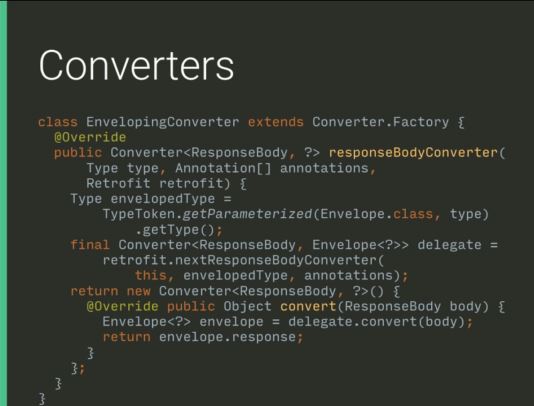 Converters
class EnvelopingConverter extends Converter.Factory {
@Override
public Converter<ResponseBody, ?> responseBodyConverter(
Type type, Annotation[] annotations,
Retrofit retrofit) {
Type envelopedType =
TypeToken.getParameterized(Envelope.class, type)
.getType();
final Converter<ResponseBody, Envelope<?>> delegate =
retrofit.nextResponseBodyConverter(
this, envelopedType, annotations);
return new Converter<ResponseBody, ?>() {
@Override public Object convert(ResponseBody body) {
Envelope<?> envelope = delegate.convert(body);
return envelope.response;
}
};
}
}